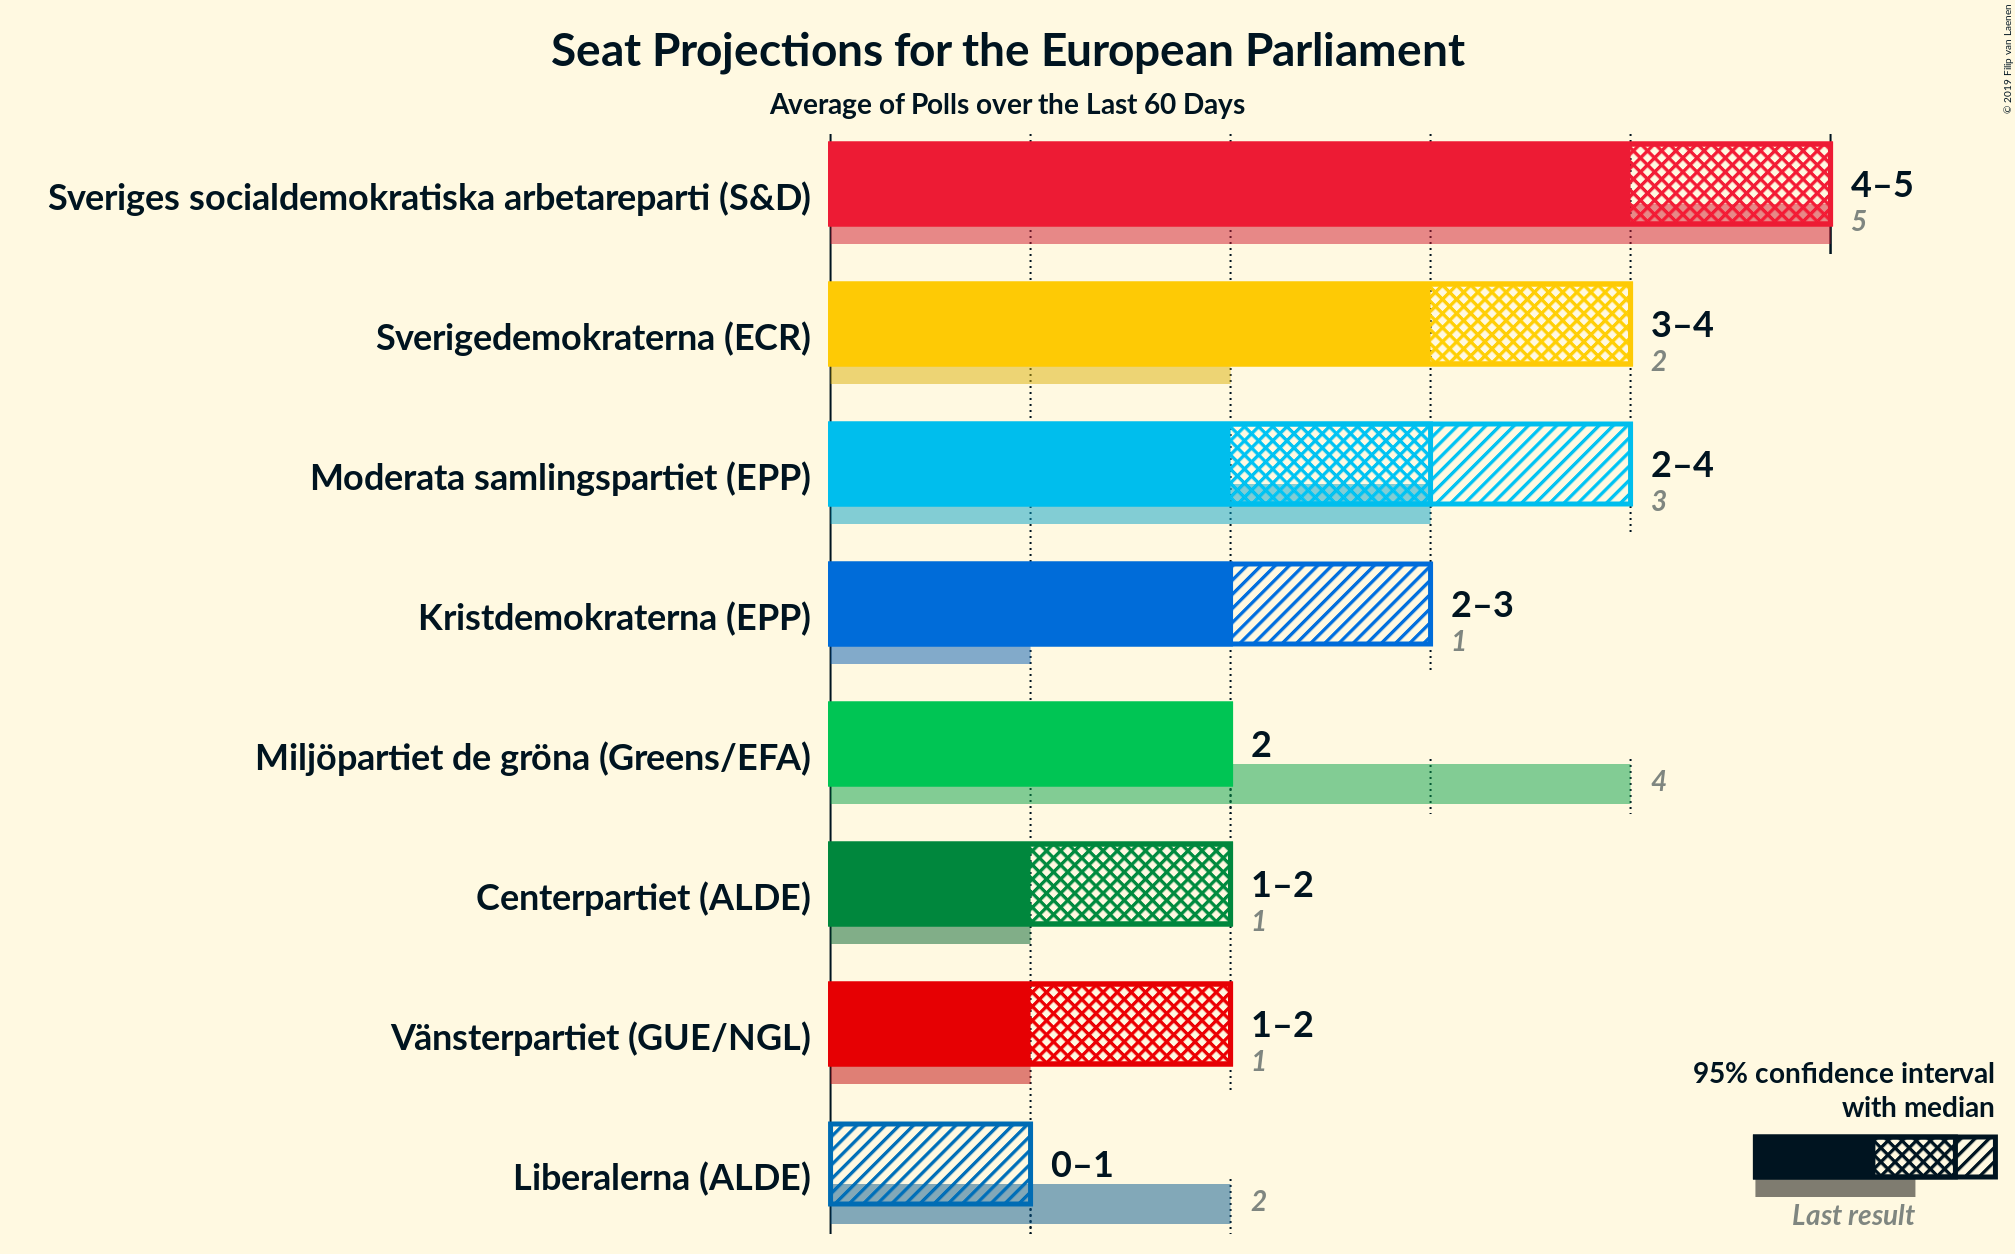 Seat Projections for the European Parliament
Average of Polls over the Last 60 Days
© 2019 Filip van Laenen
Sveriges socialdemokratiska arbetareparti (S&D)
4–5
5
Sverigedemokraterna (ECR)
3–4
2
Moderata samlingspartiet (EPP)
2–4
3
Kristdemokraterna (EPP)
2–3
1
Miljöpartiet de gröna (Greens/EFA)
2
4
Centerpartiet (ALDE)
1–2
1
Vänsterpartiet (GUE/NGL)
1–2
1
Liberalerna (ALDE)
0–1
2
95% confidence interval
with median
Last result